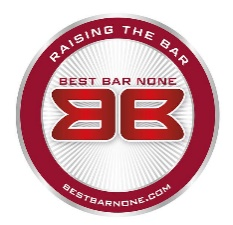 RAISING THE BAR
BEST BAR NONE
BB
BESTBARNONE.COM